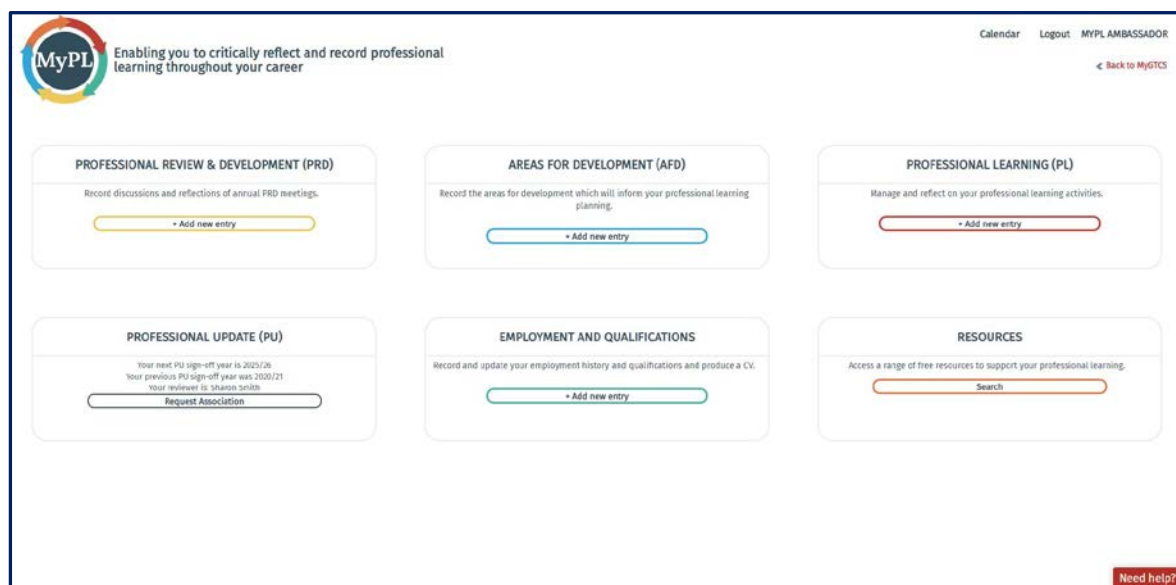 MyPL
Enabling you to critically reflect and record professional
learning throughout your career
Calendar Logout MYPL AMBASSADOR
< Back to MyGTCS
PROFESSIONAL REVIEW & DEVELOPMENT (PRD)
Record discussions and reflections of annual PRD meetings.
+ Add new entry
AREAS FOR DEVELOPMENT (AFD)
Record the areas for development which will inform your professional learning
planning.
+ Add new entry
PROFESSIONAL LEARNING (PL)
Manage and reflect on your professional learning activities.
+ Add new entry
PROFESSIONAL UPDATE (PU)
Your next PU sign-off year is 2025/26
Your previous PU sign-off year was 2020/21
Your reviewer is: Sharon Smith
Request Association
EMPLOYMENT AND QUALIFICATIONS
Record and update your employment history and qualifications and produce a CV.
+ Add new entry
RESOURCES
Access a range of free resources to support your professional learning.
Search
Need help?